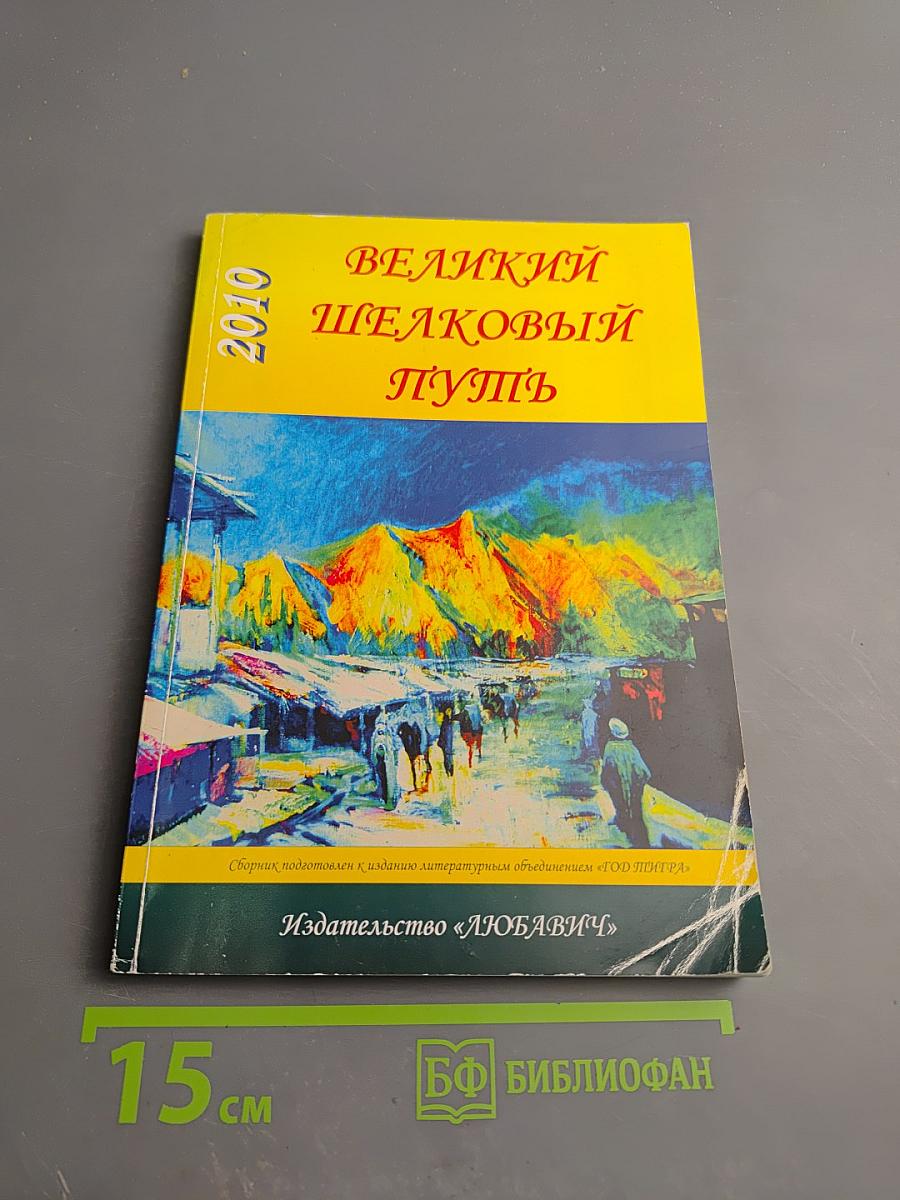 2010
ВЕЛИКИЙ
ШЕЛКОВЫЙ
ПУТЬ
Сборник подготовлен к изданию литературным объединением «ГОД ТИГРА»
Издательство «ЛЮБАВИЧ»
15 см
БФ БИБЛИОФАН